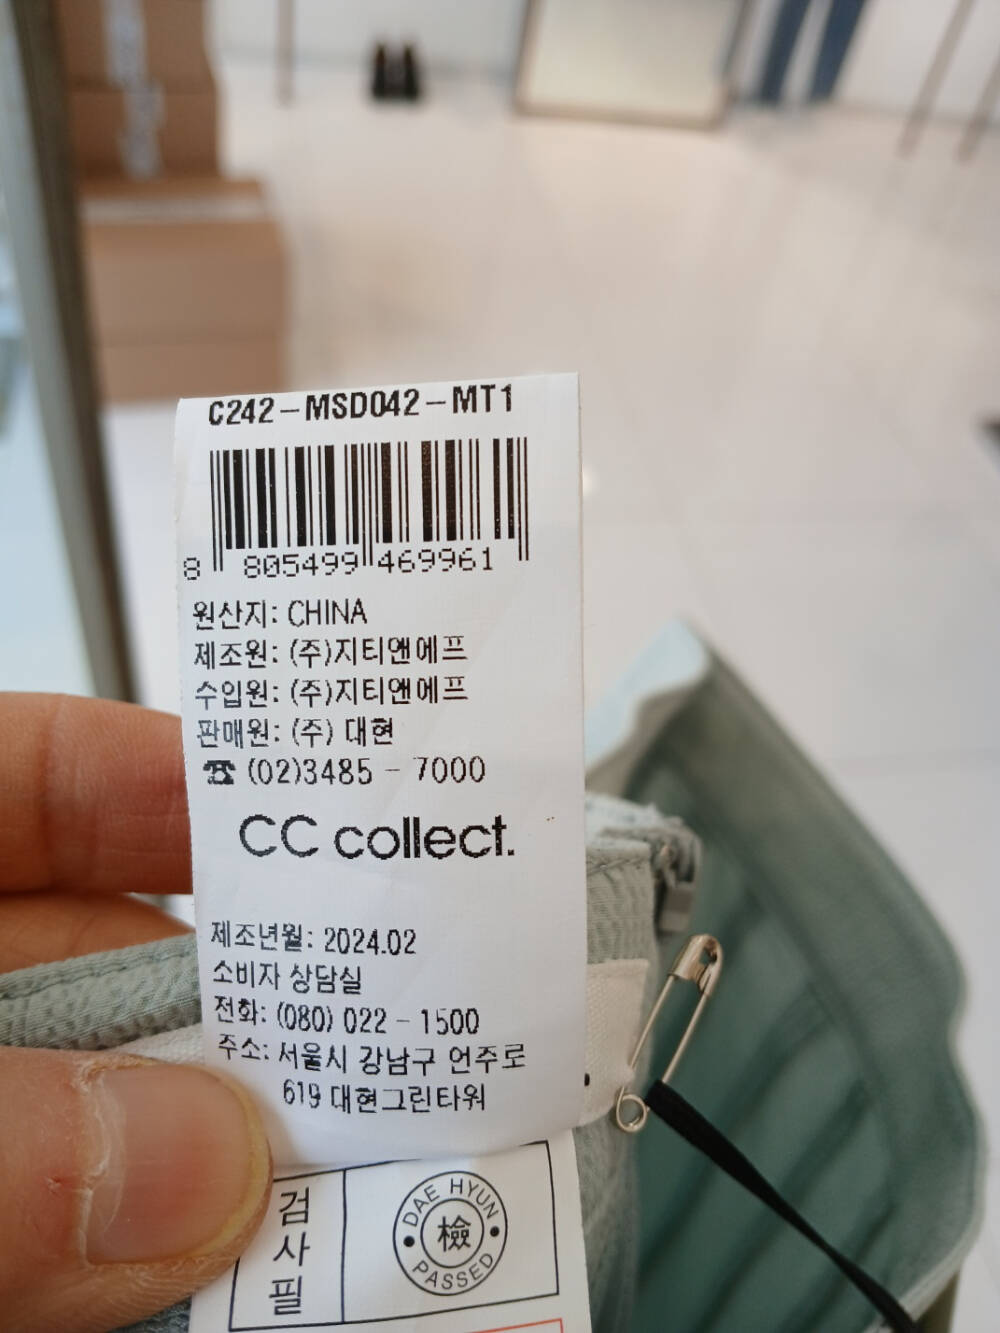 C242-MSD042-MT1
8 805499 469961
원산지: CHINA
제조원: (주)지티앤에프
수입원: (주)지티앤에프
판매원: (주) 대현
☎ (02)3485 - 7000
CC collect.
제조년월: 2024.02
소비자 상담실
전화: (080) 022 - 1500
주소: 서울시 강남구 언주로
619 대현그린타워
검사필
DAE HYUN
檢
PASSED